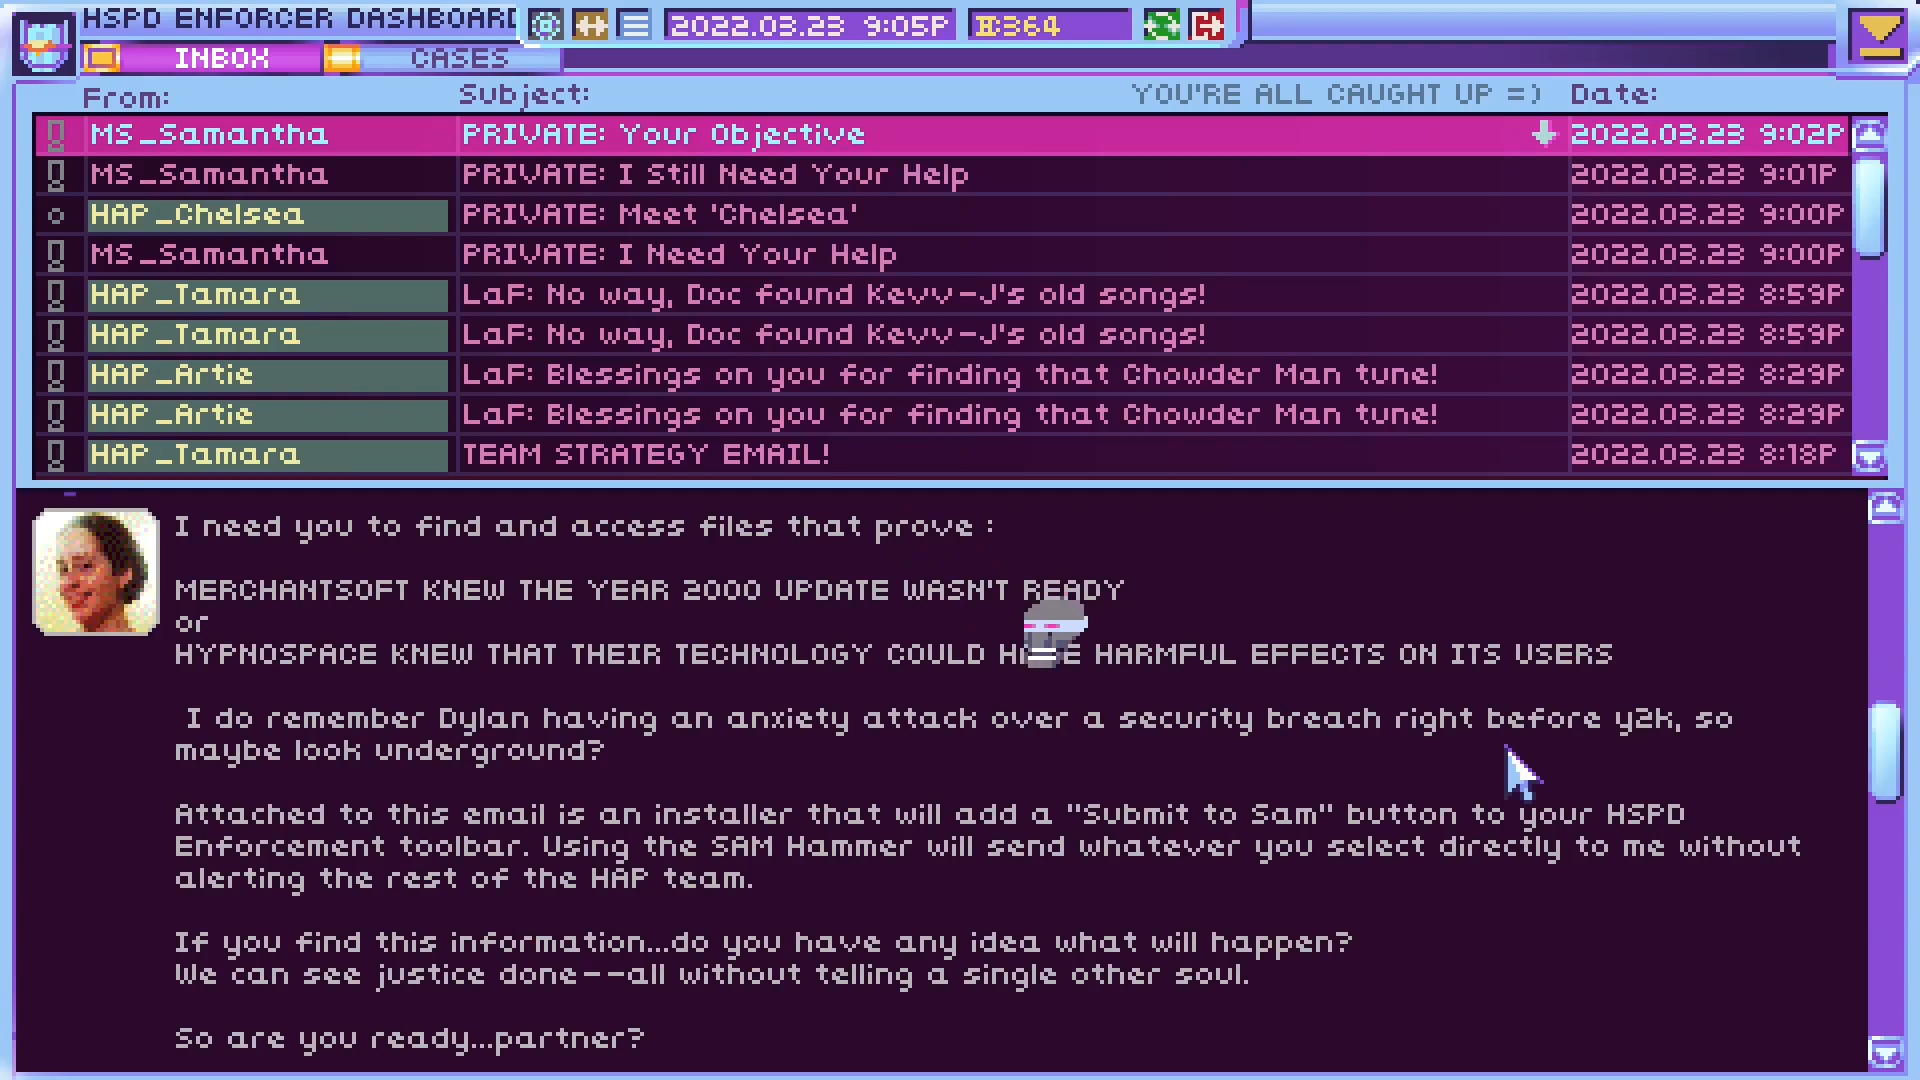 HSPD ENFORCER DASHBOARD
2022.03.23 9:05P
364
INBOX
CASES
From:
Subject:
YOU'RE ALL CAUGHT UP =)
Date:
MS_Samantha PRIVATE: Your Objective 2022.03.23 9:02P
MS_Samantha PRIVATE: I Still Need Your Help 2022.03.23 9:01P
HAP_Chelsea PRIVATE: Meet 'Chelsea' 2022.03.23 9:00P
MS_Samantha PRIVATE: I Need Your Help 2022.03.23 9:00P
HAP_Tamara LaF: No way, Doc found Kevv-J's old songs! 2022.03.23 8:59P
HAP_Tamara LaF: No way, Doc found Kevv-J's old songs! 2022.03.23 8:59P
HAP_Artie LaF: Blessings on you for finding that Chowder Man tune! 2022.03.23 8:29P
HAP_Artie LaF: Blessings on you for finding that Chowder Man tune! 2022.03.23 8:29P
HAP_Tamara TEAM STRATEGY EMAIL! 2022.03.23 8:18P
I need you to find and access files that prove :
MERCHANTSOFT KNEW THE YEAR 2000 UPDATE WASN'T READY
or
HYPNOSPACE KNEW THAT THEIR TECHNOLOGY COULD HAVE HARMFUL EFFECTS ON ITS USERS
I do remember Dylan having an anxiety attack over a security breach right before y2k, so
maybe look underground?
Attached to this email is an installer that will add a "Submit to Sam" button to your HSPD
Enforcement toolbar. Using the SAM Hammer will send whatever you select directly to me without
alerting the rest of the HAP team.
If you find this information...do you have any idea what will happen?
We can see justice done--all without telling a single other soul.
So are you ready...partner?